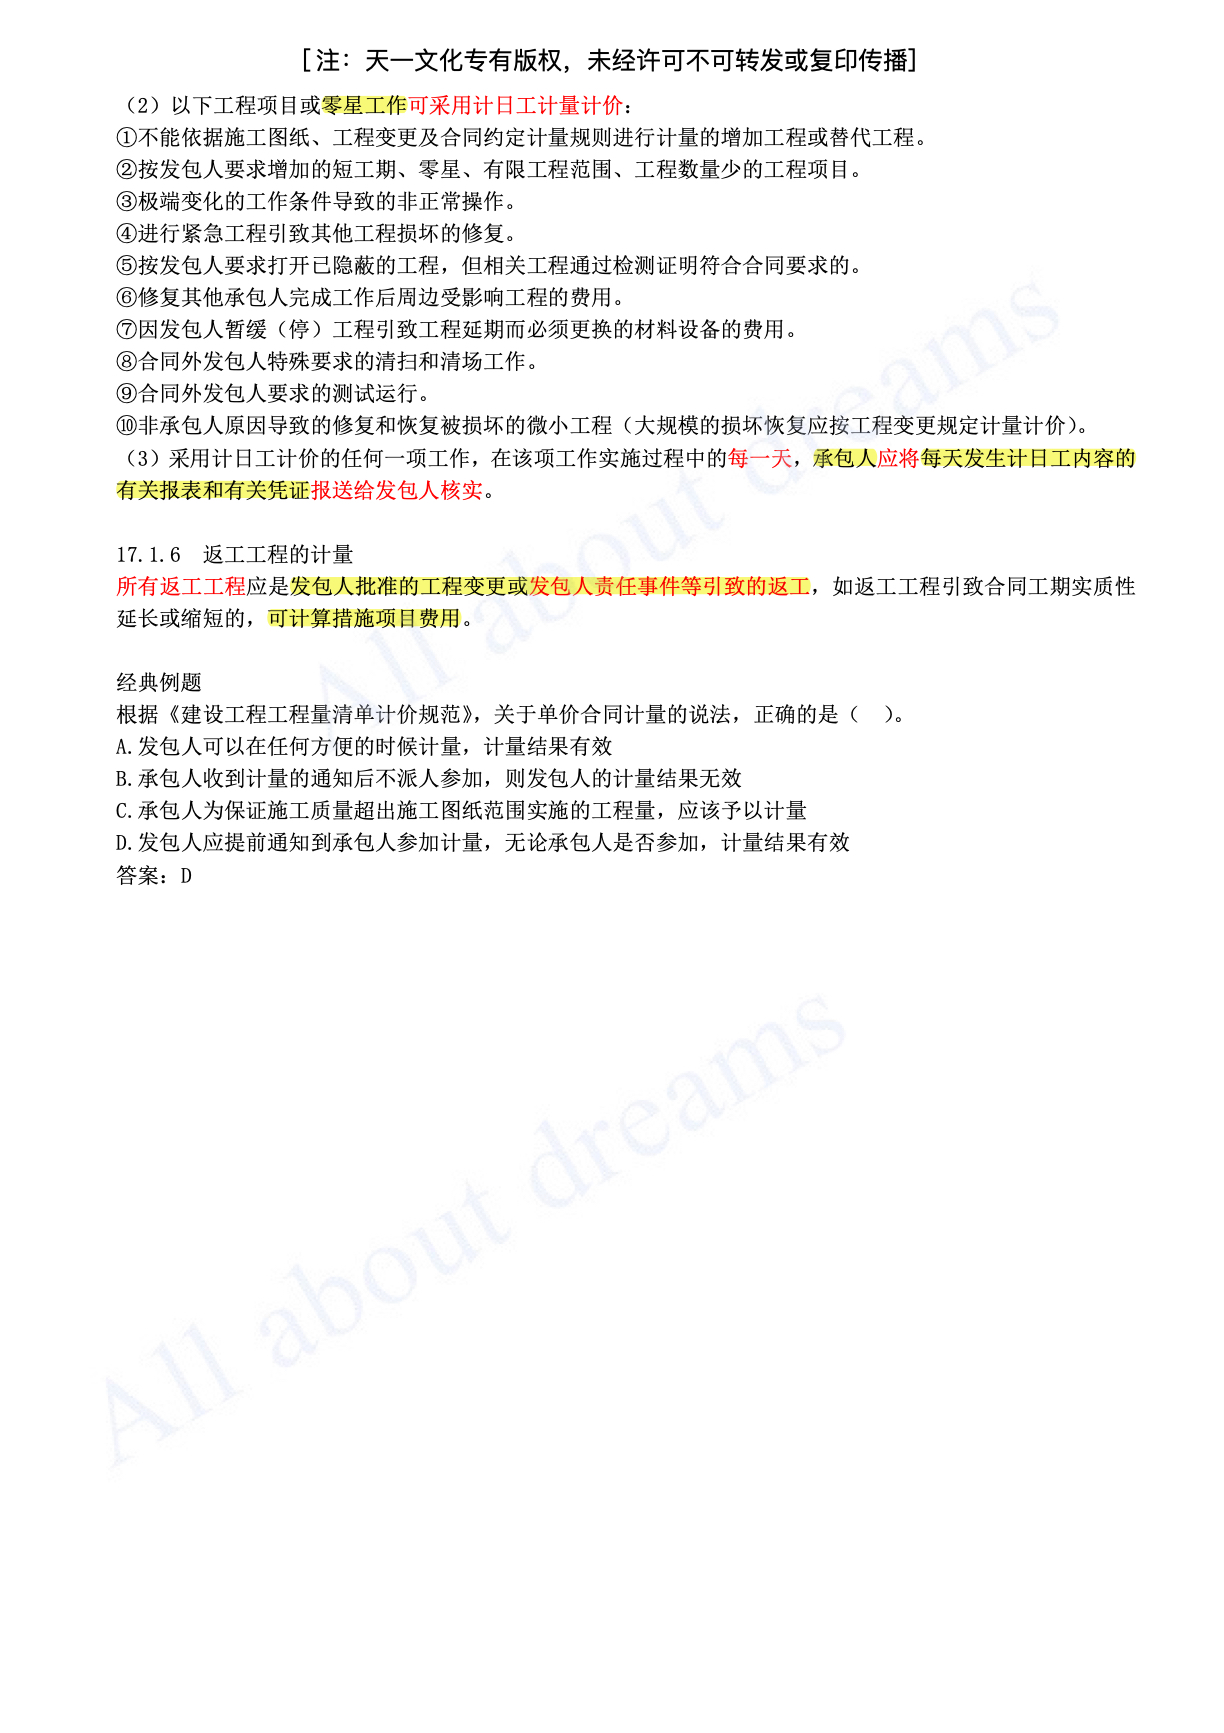 [注：天一文化专有版权，未经许可不可转发或复印传播]
（2）以下工程项目或零星工作可采用计日工计量计价：
①不能依据施工图纸、工程变更及合同约定计量规则进行计量的增加工程或替代工程。
②按发包人要求增加的短工期、零星、有限工程范围、工程数量少的工程项目。
③极端变化的工作条件导致的非正常操作。
④进行紧急工程引致其他工程损坏的修复。
⑤按发包人要求打开已隐蔽的工程，但相关工程通过检测证明符合合同要求的。
⑥修复其他承包人完成工作后周边受影响工程的费用。
⑦因发包人暂缓（停）工程引致工程延期而必须更换的材料设备的费用。
⑧合同外发包人特殊要求的清扫和清场工作。
⑨合同外发包人要求的测试运行。
⑩非承包人原因导致的修复和恢复被损坏的微小工程（大规模的损坏恢复应按工程变更规定计量计价）。
（3）采用计日工计价的任何一项工作，在该项工作实施过程中的每一天，承包人应将每天发生计日工内容的
有关报表和有关凭证报送给发包人核实。
17.1.6 返工工程的计量
所有返工工程应是发包人批准的工程变更或发包人责任事件等引致的返工，如返工工程引致合同工期实质性
延长或缩短的，可计算措施项目费用。
经典例题
根据《建设工程工程量清单计价规范》，关于单价合同计量的说法，正确的是（ ）。
A.发包人可以在任何方便的时候计量，计量结果有效
B.承包人收到计量的通知后不派人参加，则发包人的计量结果无效
C.承包人为保证施工质量超出施工图纸范围实施的工程量，应该予以计量
D.发包人应提前通知到承包人参加计量，无论承包人是否参加，计量结果有效
答案：D
All about dreams
All about dreams